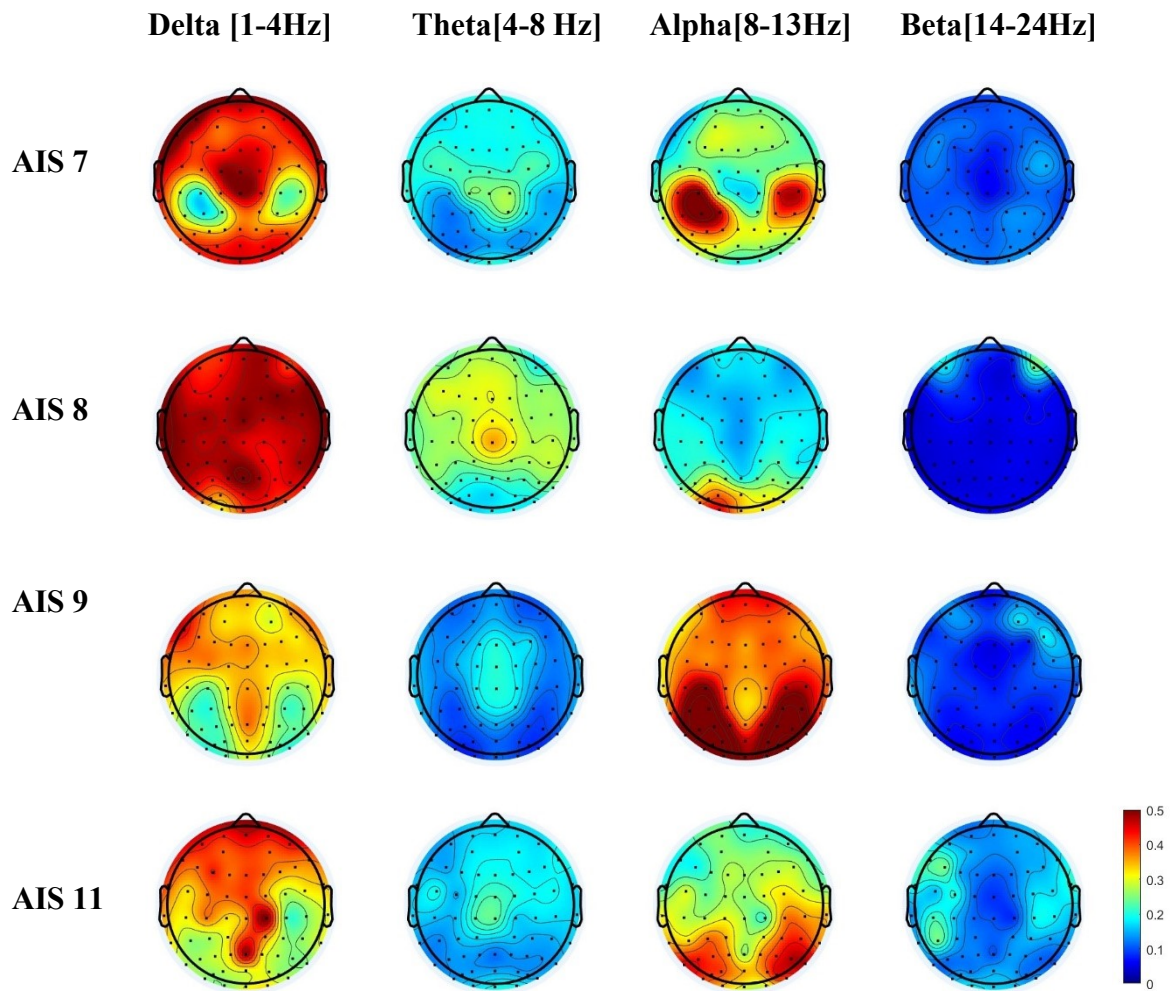 Delta [1-4Hz] Theta[4-8 Hz] Alpha[8-13Hz] Beta[14-24Hz]
AIS 7
AIS 8
AIS 9
AIS 11
0.5
0.4
0.3
0.2
0.1
0